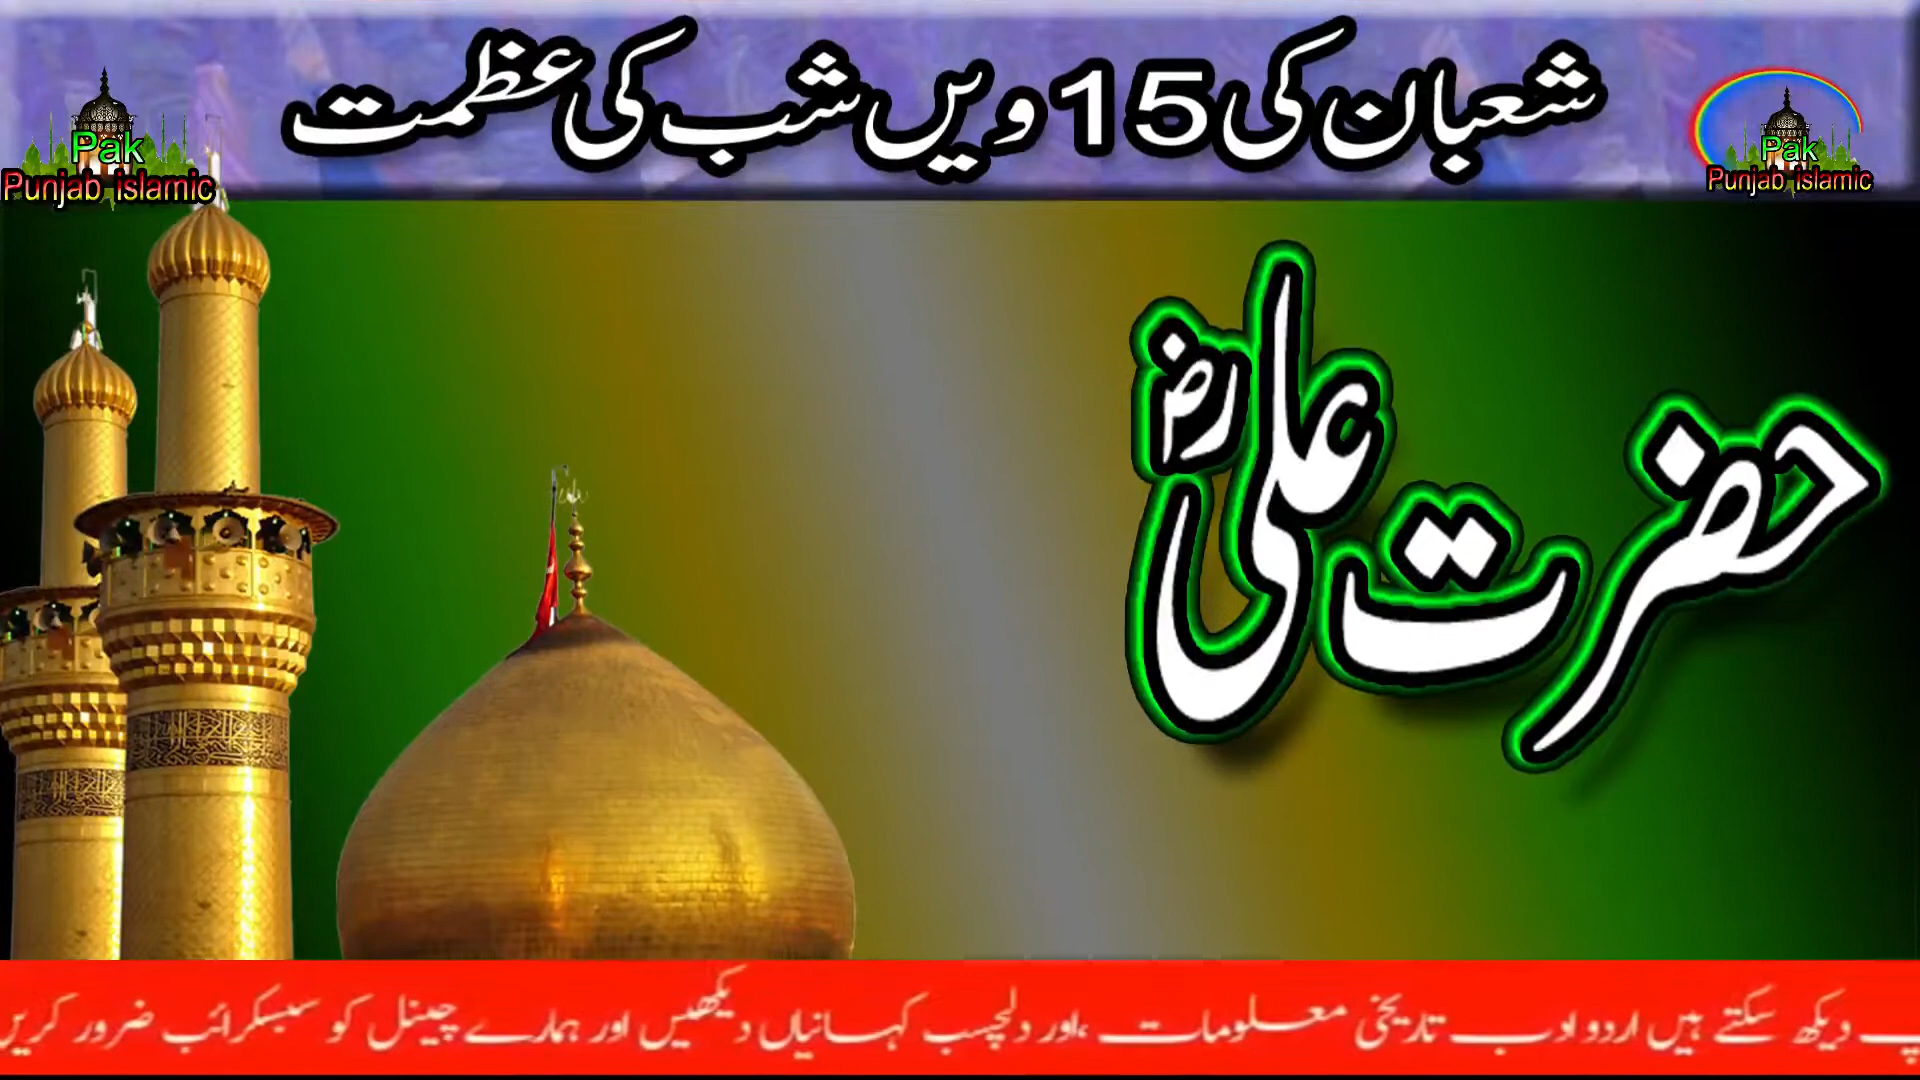 شعبان کی 15 ویں شب کی عظمت
Pak
Punjab islamic
Pak
Punjab islamic
حضرت علی رض
دیکھ سکتے ہیں اردو ادب تاریخی معلومات ،اور دلچسب کہانیاں دیکھیں اور ہمارے چینل کو سبسکرائب ضرور کریں